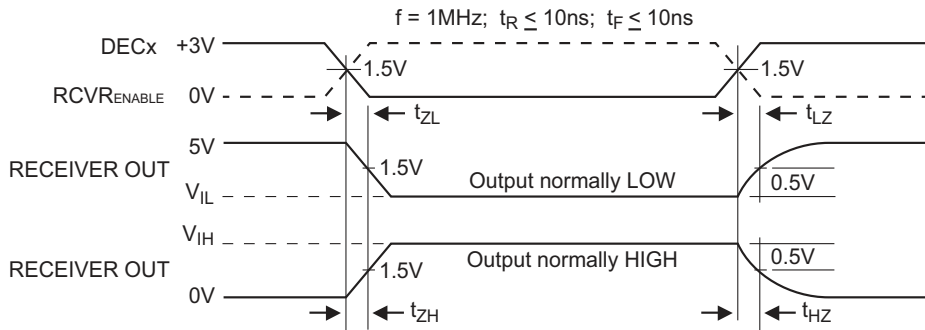 f = 1MHz; tR ≤ 10ns; tF ≤ 10ns
DECx +3V
1.5V 1.5V
RCVRENABLE 0V
tZL tLZ
5V
RECEIVER OUT
1.5V
Output normally LOW
0.5V
VIL
VIH
Output normally HIGH
0.5V
RECEIVER OUT
1.5V
0V
tZH tHZ